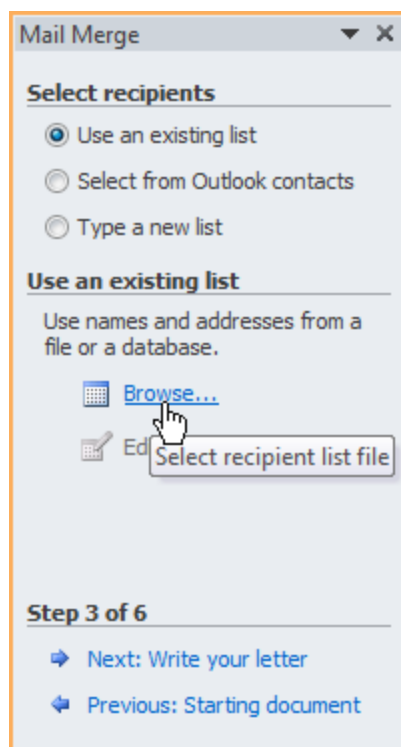 Mail Merge
Select recipients
Use an existing list
Select from Outlook contacts
Type a new list
Use an existing list
Use names and addresses from a
file or a database.
Browse...
Ed
Select recipient list file
Step 3 of 6
Next: Write your letter
Previous: Starting document